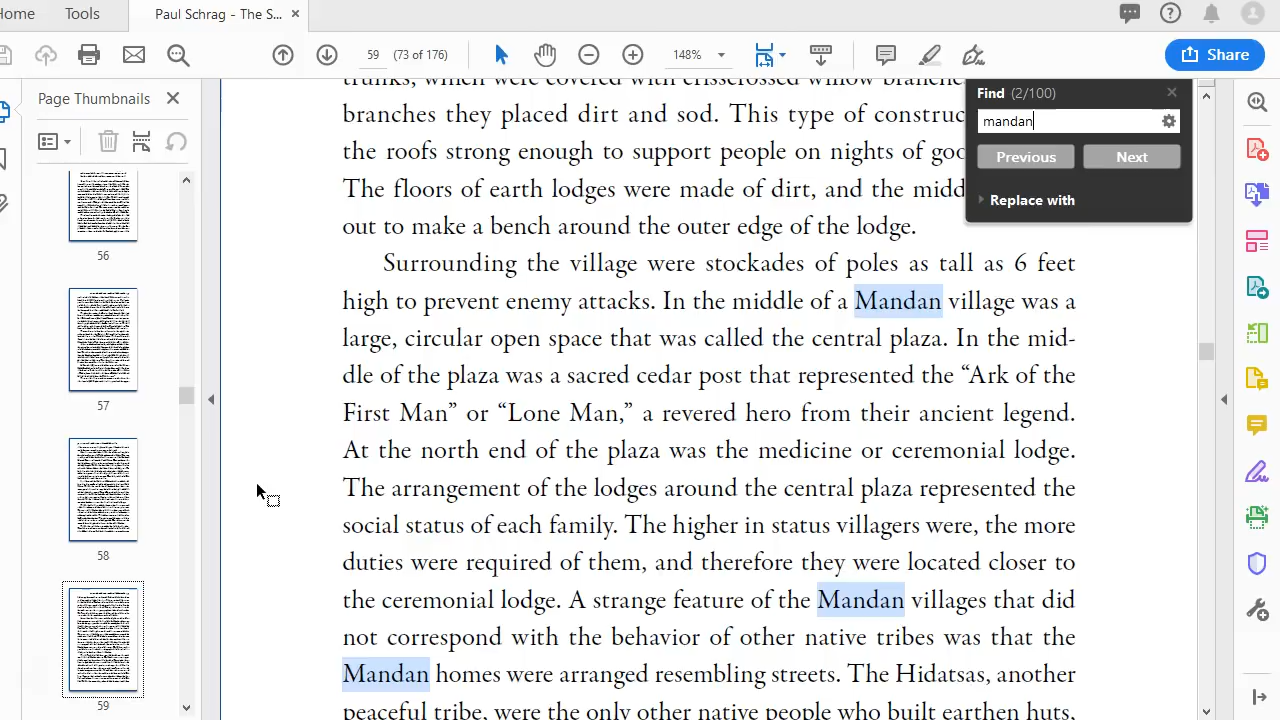 Home Tools Paul Schrag - The S... ×
59 (73 of 176) 148% Share
Page Thumbnails
Find (2/100)
mandan
Previous Next
Replace with
56
57
58
59
trunks, which were covered with crisscrossed willow branche
branches they placed dirt and sod. This type of construc
the roofs strong enough to support people on nights of goo
The floors of earth lodges were made of dirt, and the midd
out to make a bench around the outer edge of the lodge.
Surrounding the village were stockades of poles as tall as 6 feet
high to prevent enemy attacks. In the middle of a Mandan village was a
large, circular open space that was called the central plaza. In the mid-
dle of the plaza was a sacred cedar post that represented the “Ark of the
First Man” or “Lone Man,” a revered hero from their ancient legend.
At the north end of the plaza was the medicine or ceremonial lodge.
The arrangement of the lodges around the central plaza represented the
social status of each family. The higher in status villagers were, the more
duties were required of them, and therefore they were located closer to
the ceremonial lodge. A strange feature of the Mandan villages that did
not correspond with the behavior of other native tribes was that the
Mandan homes were arranged resembling streets. The Hidatsas, another
peaceful tribe, were the only other native people who built earthen huts,